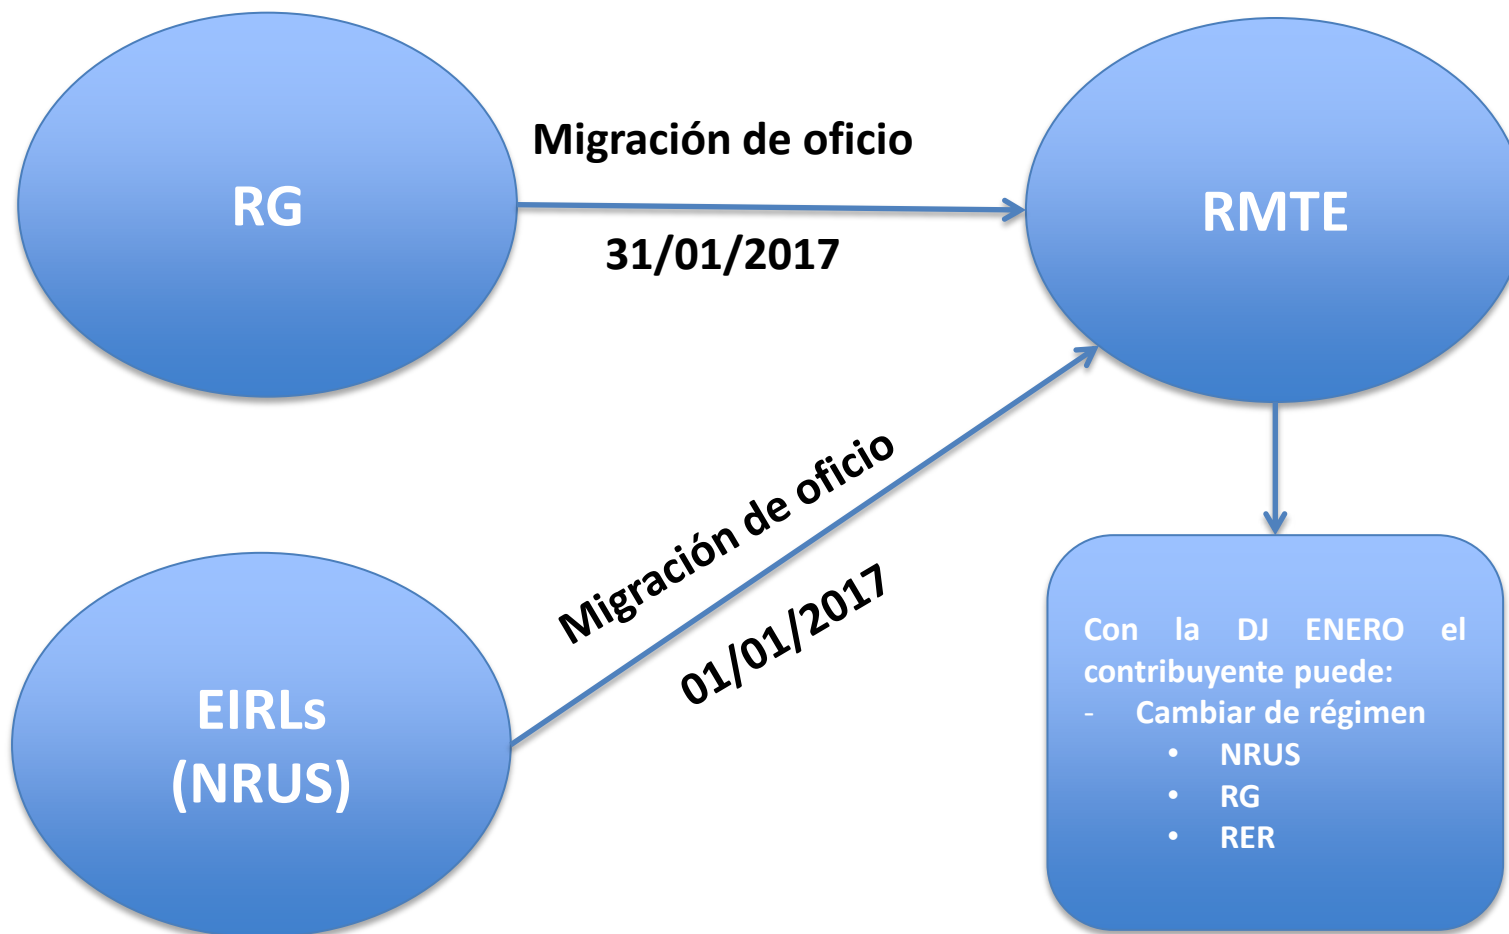 Migración de oficio
RG
RMTE
31/01/2017
Migración de oficio
01/01/2017
EIRLs
(NRUS)
Con la DJ ENERO el
contribuyente puede:
- Cambiar de régimen
• NRUS
• RG
• RER